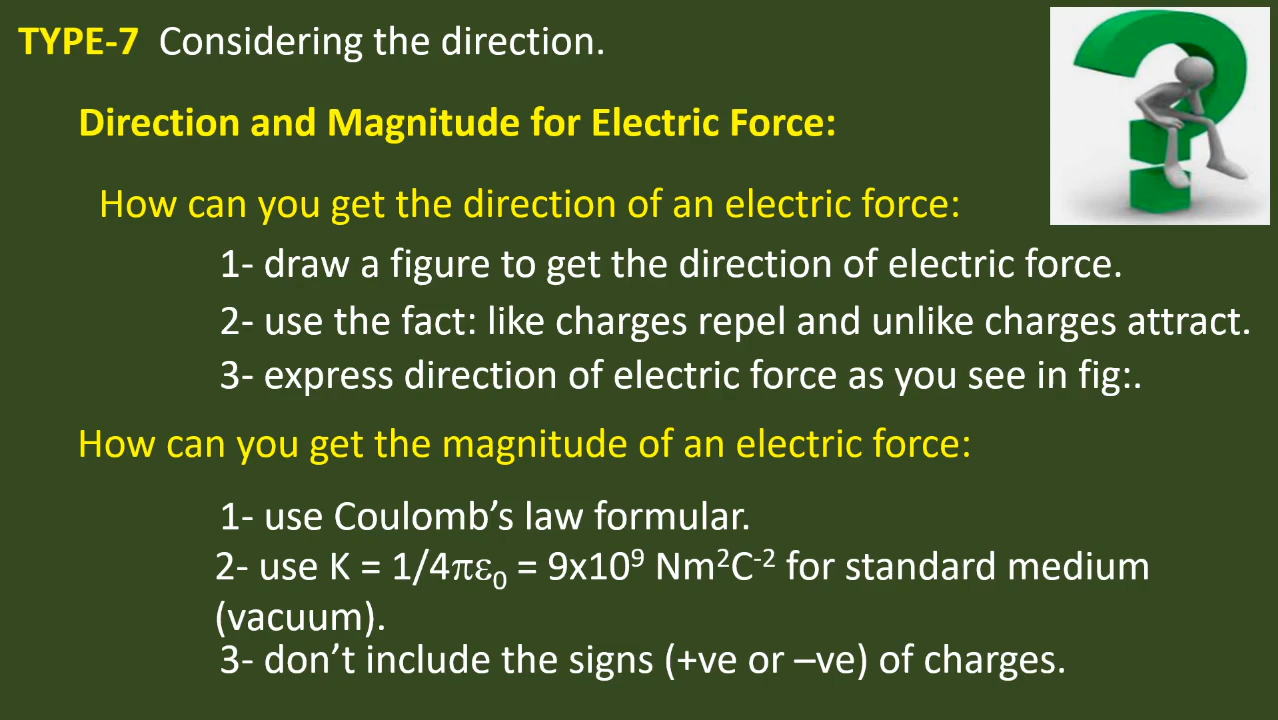 TYPE-7 Considering the direction.
Direction and Magnitude for Electric Force:
How can you get the direction of an electric force:
1- draw a figure to get the direction of electric force.
2- use the fact: like charges repel and unlike charges attract.
3- express direction of electric force as you see in fig:.
How can you get the magnitude of an electric force:
1- use Coulomb’s law formular.
2- use K = 1/4πε₀ = 9x10⁹ Nm²C⁻² for standard medium
(vacuum).
3- don’t include the signs (+ve or –ve) of charges.